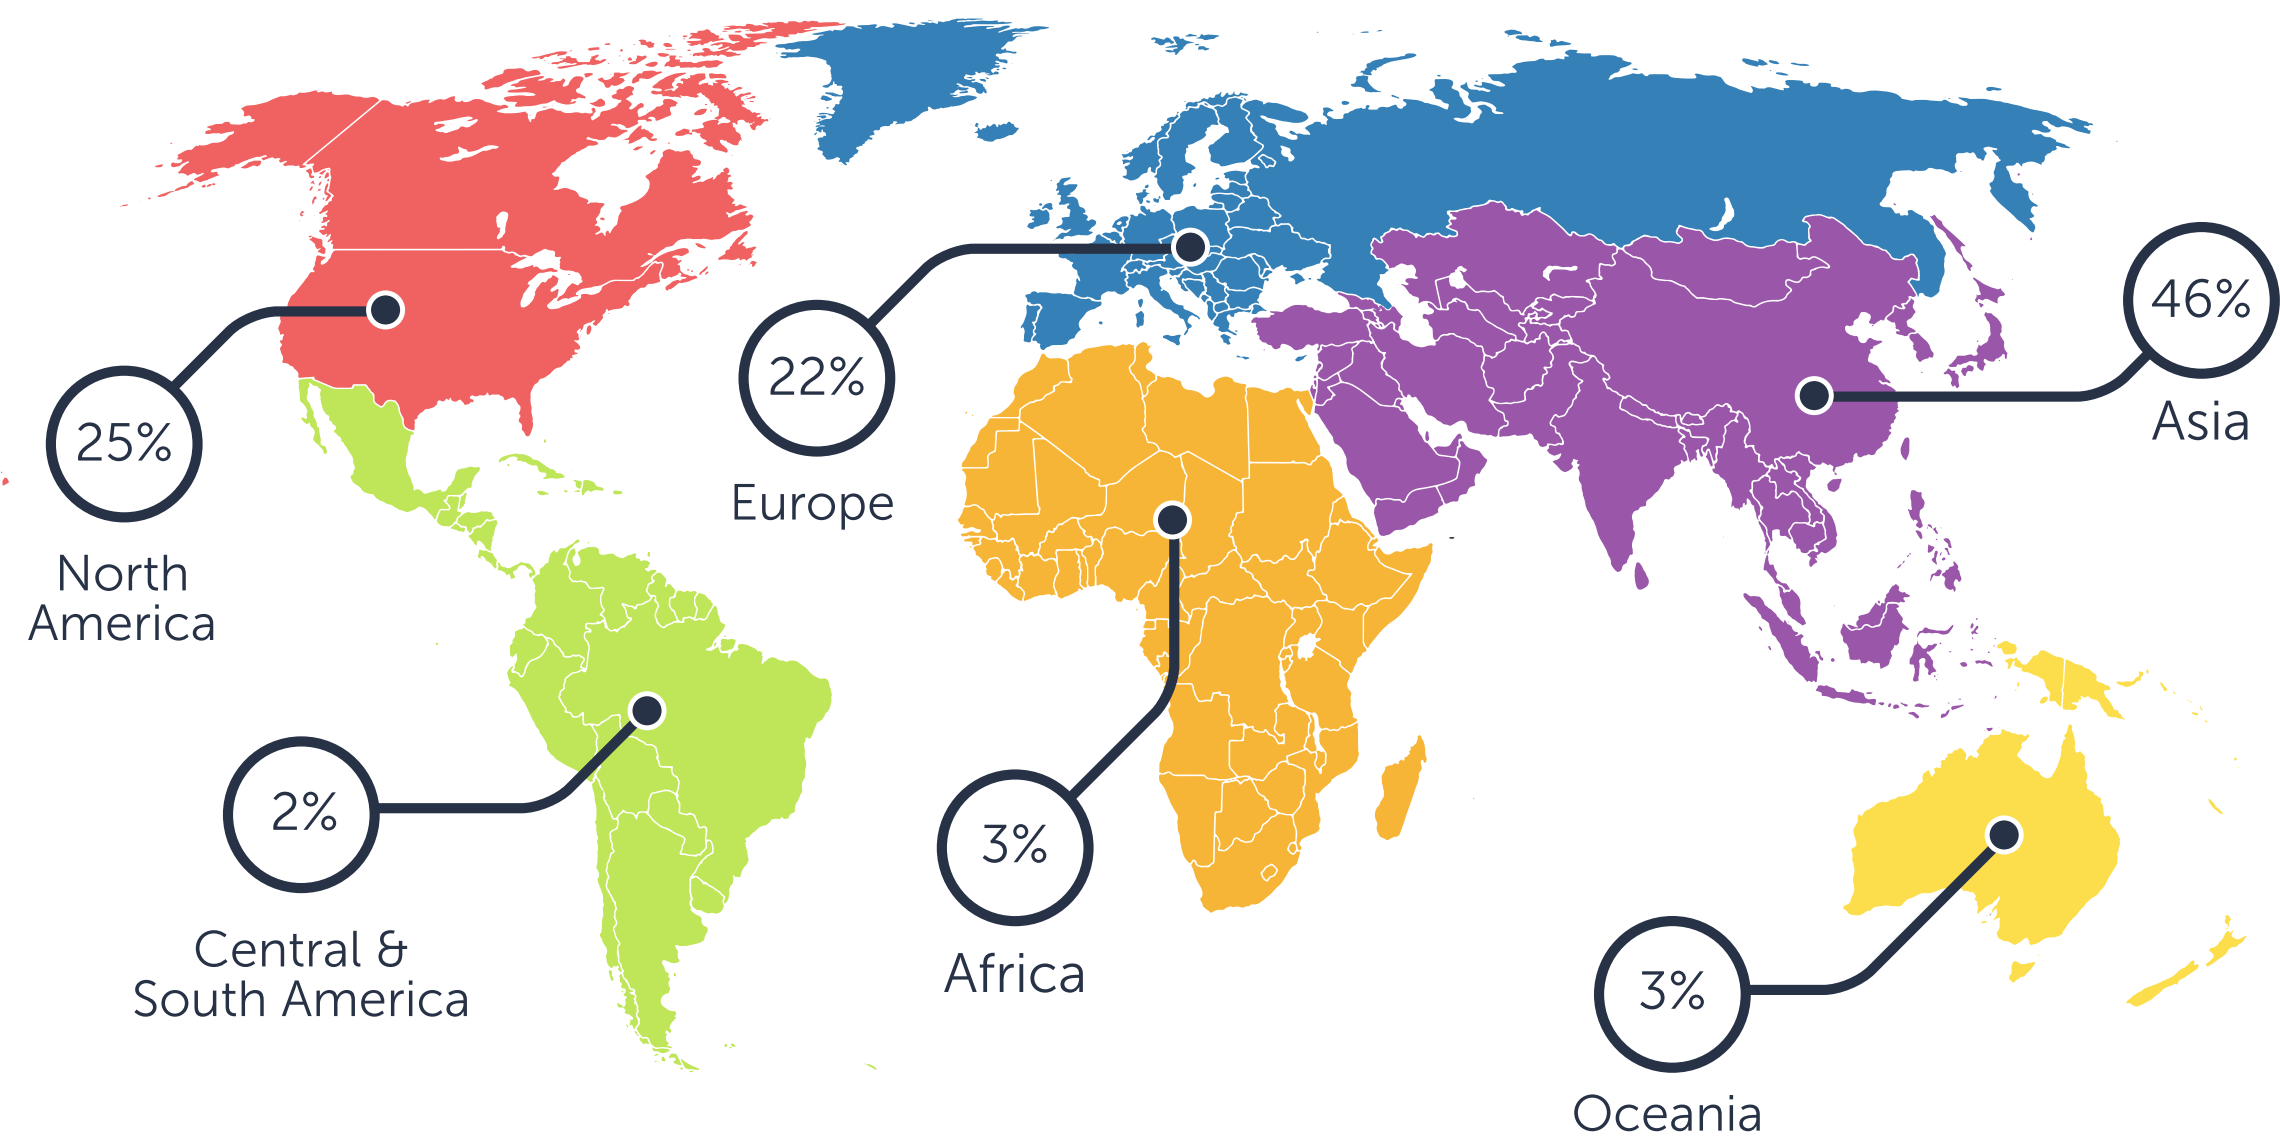 25%
North
America
22%
Europe
46%
Asia
2%
Central &
South America
3%
Africa
3%
Oceania